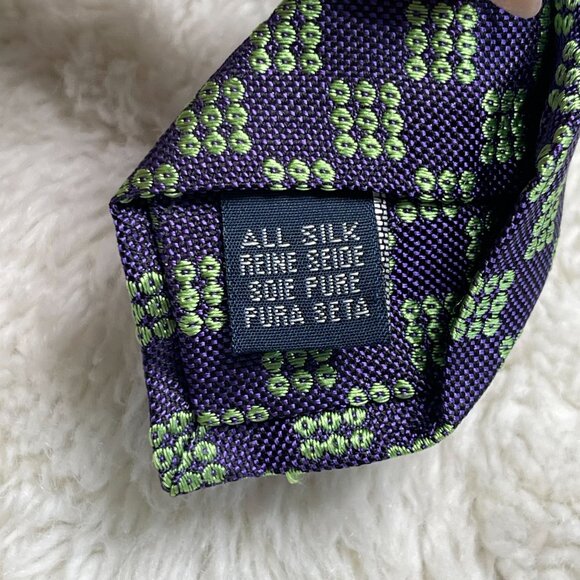 ALL SILK
REINE SEIDE
SOIE PURE
PURA SETA